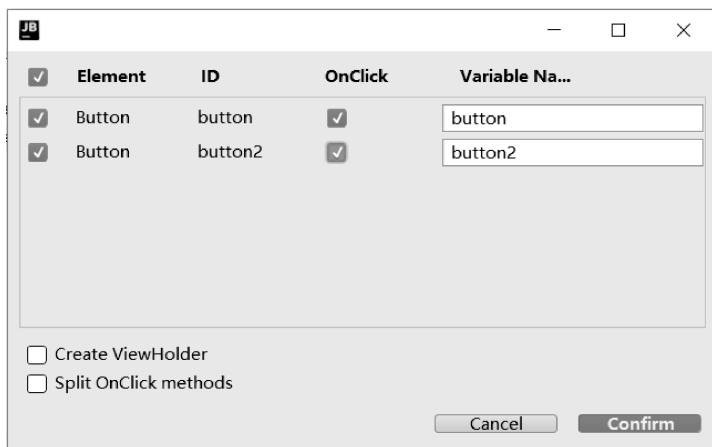 JB
Element ID OnClick Variable Na...
Button button button
Button button2 button2
Create ViewHolder
Split OnClick methods
Cancel Confirm